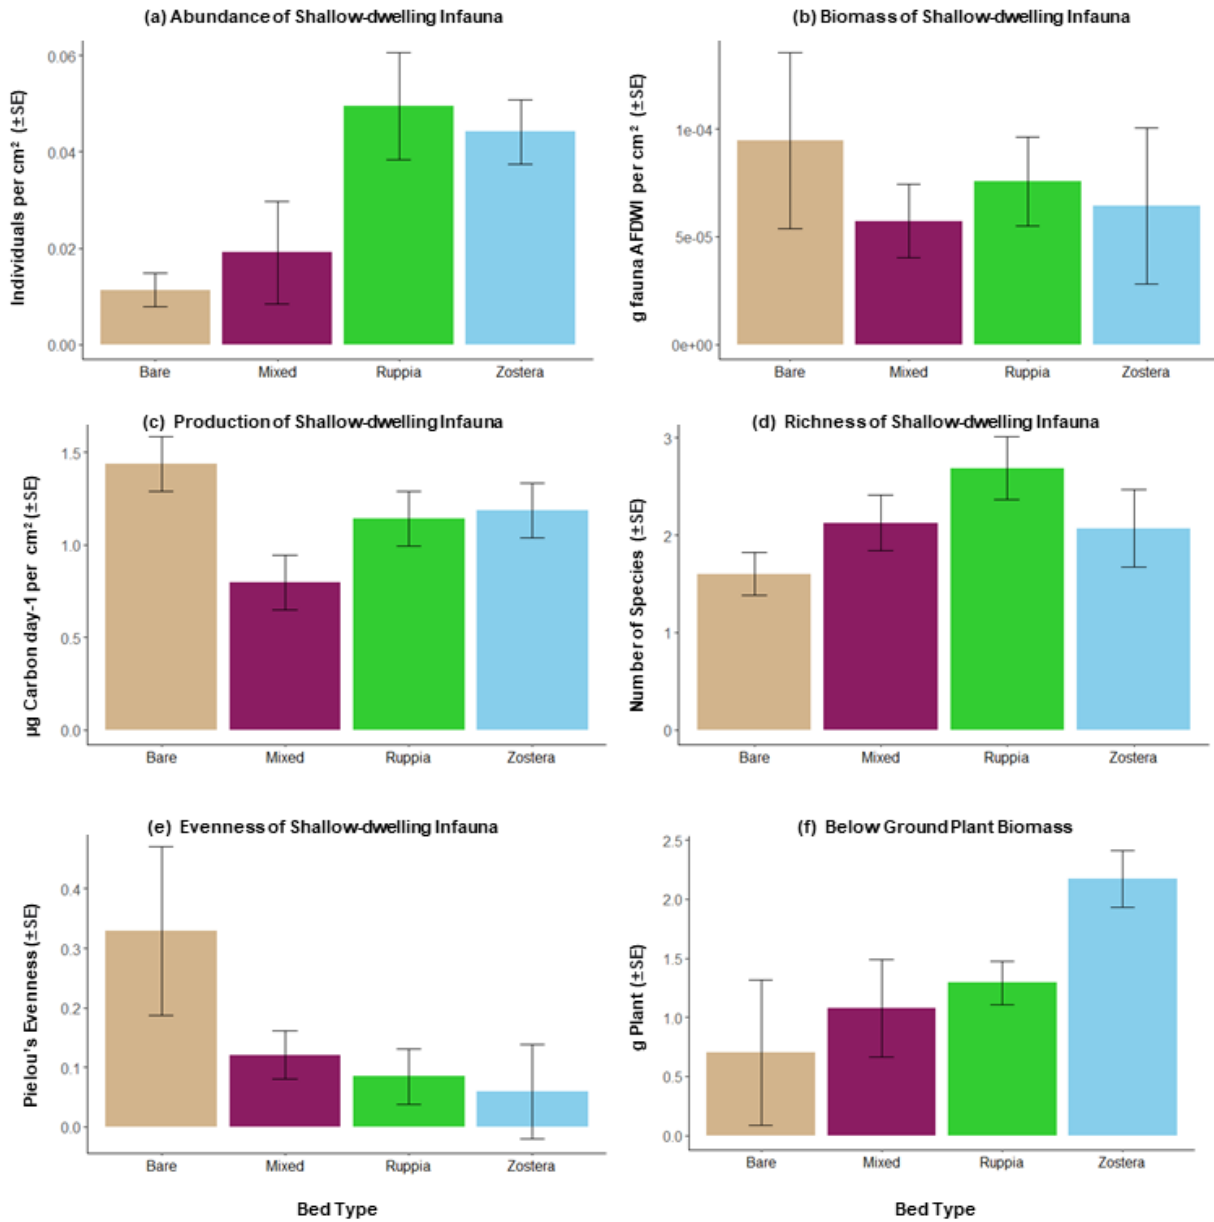 (a) Abundance of Shallow-dwelling Infauna
Individuals per cm² (±SE)
0.06
0.04
0.02
0.00
Bare Mixed Ruppia Zostera
(b) Biomass of Shallow-dwelling Infauna
g fauna AFDWI per cm² (±SE)
1e-04
5e-05
0e+00
Bare Mixed Ruppia Zostera
(c) Production of Shallow-dwelling Infauna
µg Carbon day-1 per cm² (±SE)
1.5
1.0
0.5
0.0
Bare Mixed Ruppia Zostera
(d) Richness of Shallow-dwelling Infauna
Number of Species (±SE)
3
2
1
0
Bare Mixed Ruppia Zostera
(e) Evenness of Shallow-dwelling Infauna
Pielou's Evenness (±SE)
0.4
0.3
0.2
0.1
0.0
Bare Mixed Ruppia Zostera
Bed Type
(f) Below Ground Plant Biomass
g Plant (±SE)
2.5
2.0
1.5
1.0
0.5
0.0
Bare Mixed Ruppia Zostera
Bed Type